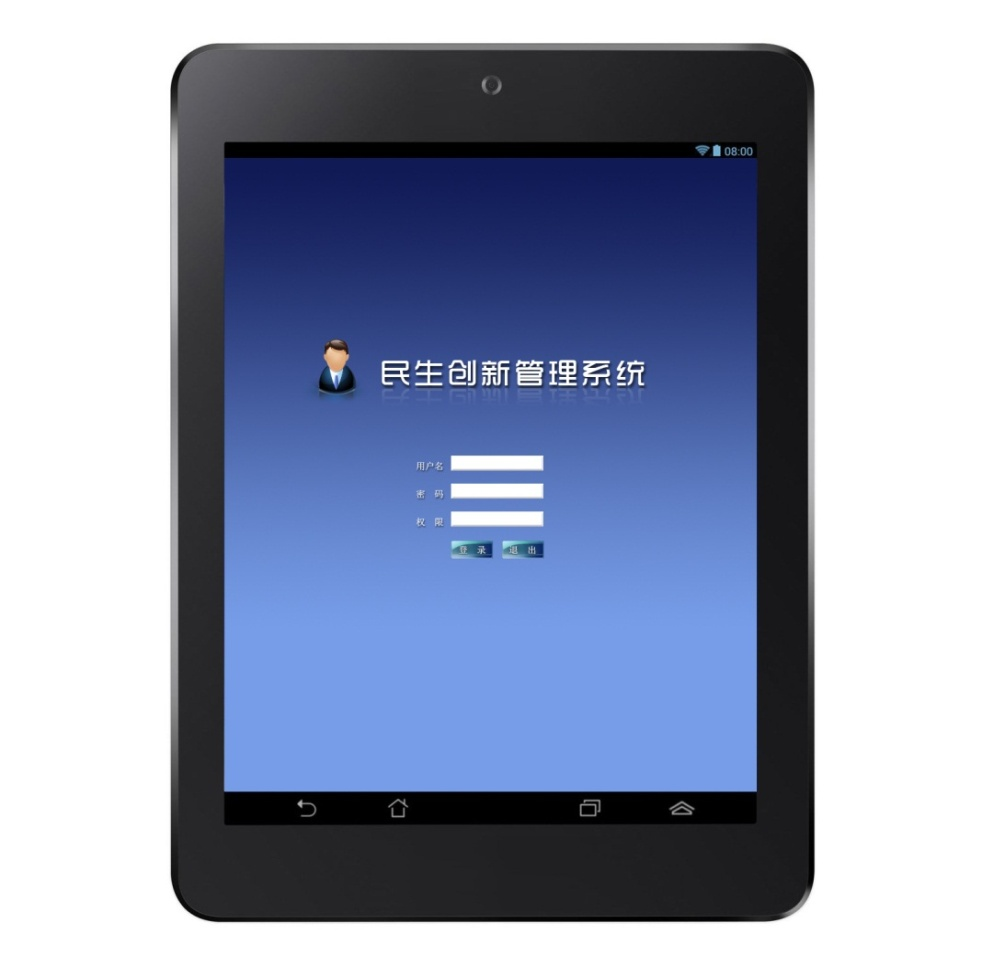 08:00
民生创新管理系统
用户名
密 码
权 限
登 录 退 出